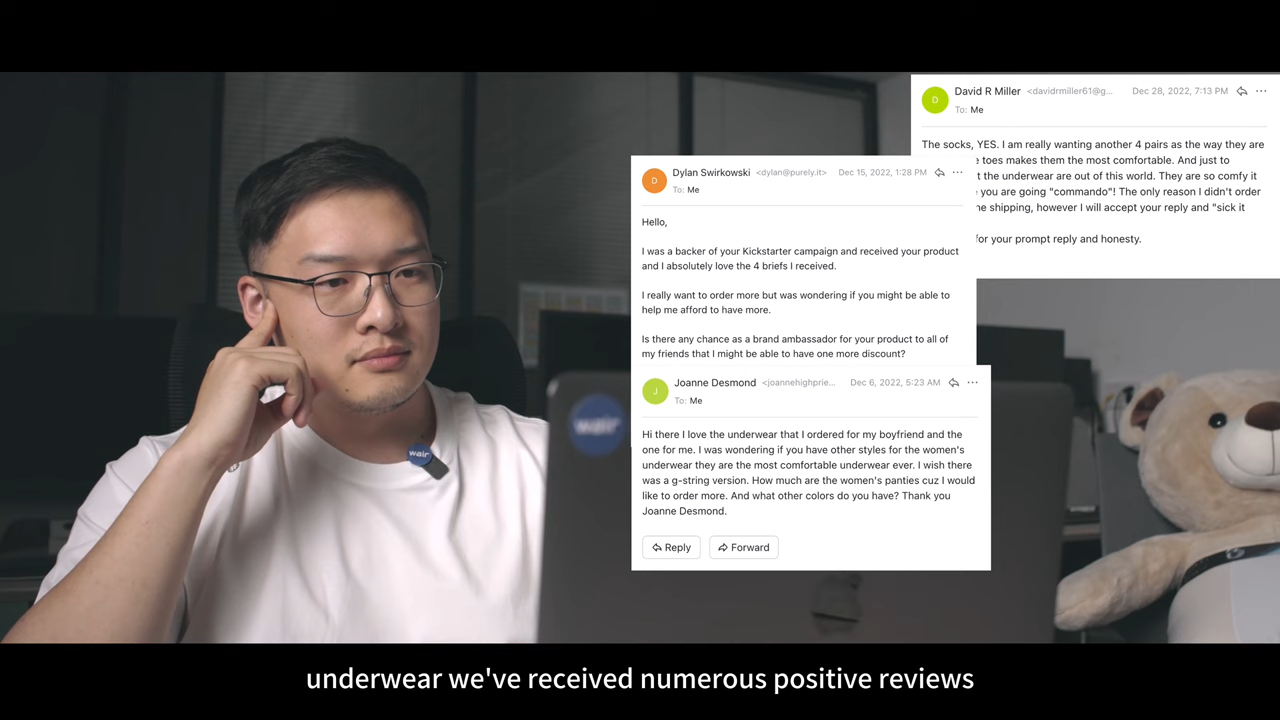 David R Miller <davidrmiller61@g... Dec 28, 2022, 7:13 PM
To: Me
The socks, YES. I am really wanting another 4 pairs as the way they are
toes makes them the most comfortable. And just to
the underwear are out of this world. They are so comfy it
you are going "commando"! The only reason I didn't order
shipping, however I will accept your reply and "sick it
for your prompt reply and honesty.
Dylan Swirkowski <dylan@purely.it> Dec 15, 2022, 1:28 PM
To: Me
Hello,
I was a backer of your Kickstarter campaign and received your product
and I absolutely love the 4 briefs I received.
I really want to order more but was wondering if you might be able to
help me afford to have more.
Is there any chance as a brand ambassador for your product to all of
my friends that I might be able to have one more discount?
Joanne Desmond <joannehighprie... Dec 6, 2022, 5:23 AM
To: Me
Hi there I love the underwear that I ordered for my boyfriend and the
one for me. I was wondering if you have other styles for the women's
underwear they are the most comfortable underwear ever. I wish there
was a g-string version. How much are the women's panties cuz I would
like to order more. And what other colors do you have? Thank you
Joanne Desmond.
Reply Forward
wair
wair
underwear we've received numerous positive reviews